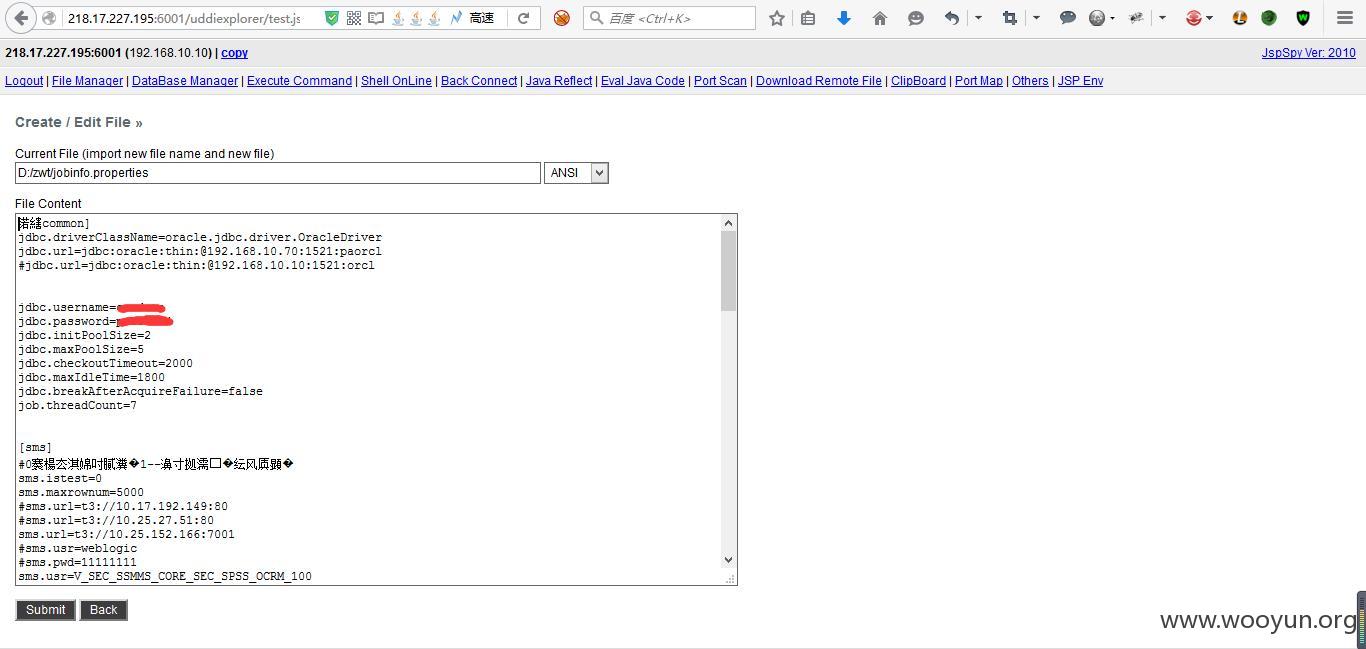 218.17.227.195:6001/uddiexplorer/test.js
高速
百度 <Ctrl+K>
218.17.227.195:6001 (192.168.10.10) | copy
JspSpy Ver: 2010
Logout | File Manager | DataBase Manager | Execute Command | Shell OnLine | Back Connect | Java Reflect | Eval Java Code | Port Scan | Download Remote File | ClipBoard | Port Map | Others | JSP Env
Create / Edit File »
Current File (import new file name and new file)
D:/zwt/jobinfo.properties
ANSI
File Content
common]
jdbc.driverClassName=oracle.jdbc.driver.OracleDriver
jdbc.url=jdbc:oracle:thin:@192.168.10.70:1521:paorcl
#jdbc.url=jdbc:oracle:thin:@192.168.10.10:1521:orcl
jdbc.username=
jdbc.password=
jdbc.initPoolSize=2
jdbc.maxPoolSize=5
jdbc.checkoutTimeout=2000
jdbc.maxIdleTime=1800
jdbc.breakAfterAcquireFailure=false
job.threadCount=7
[sms]
#0
sms.istest=0
sms.maxrownum=5000
#sms.url=t3://10.17.192.149:80
#sms.url=t3://10.25.27.51:80
sms.url=t3://10.25.152.166:7001
#sms.usr=weblogic
#sms.pwd=11111111
sms.usr=V_SEC_SSMMS_CORE_SEC_SPSS_OCRM_100
Submit
Back
www.wooyun.org